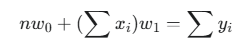 nw₀ + (∑ xᵢ)w₁ = ∑ yᵢ